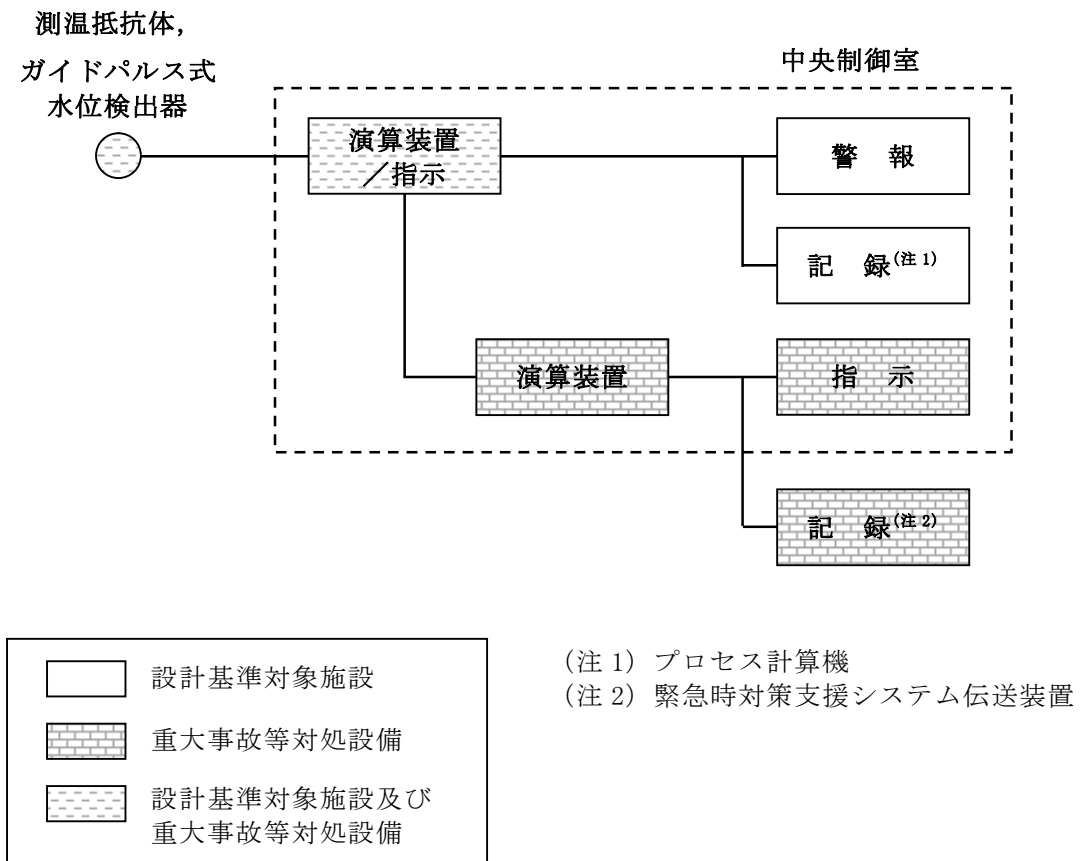 測温抵抗体，
ガイドパルス式
水位検出器
中央制御室
演算装置
／指示
警　報
記　録(注 1)
演算装置
指　示
記　録(注 2)
設計基準対象施設
重大事故等対処設備
設計基準対象施設及び
重大事故等対処設備
（注 1）プロセス計算機
（注 2）緊急時対策支援システム伝送装置